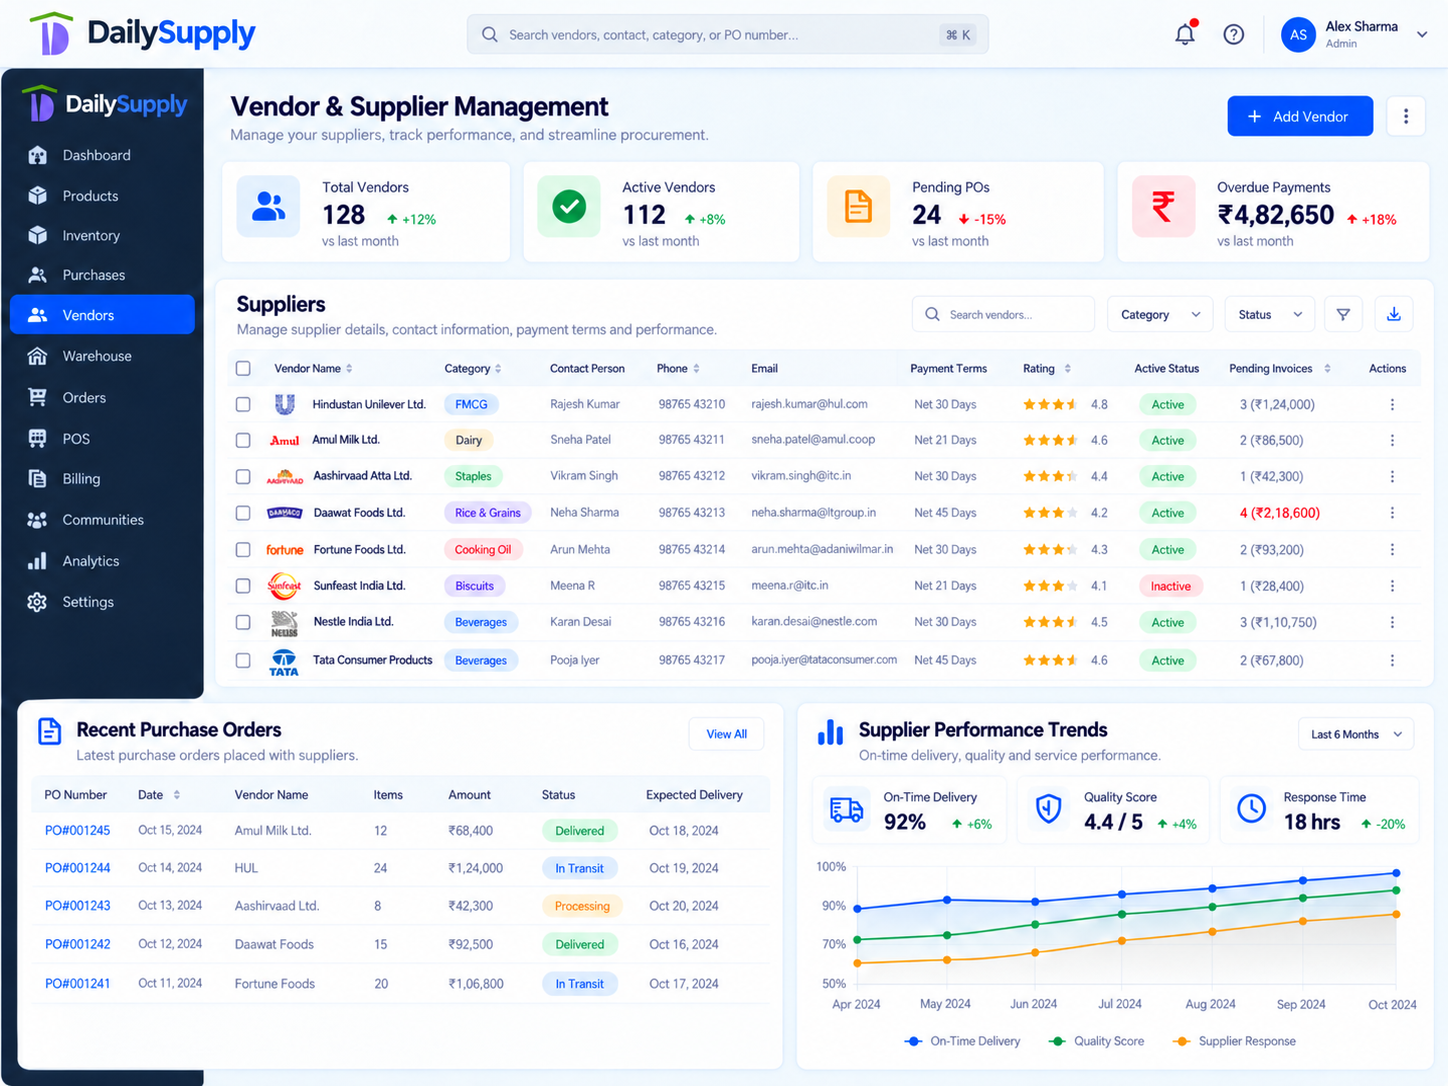 DailySupply
Search vendors, contact, category, or PO number...
⌘ K
AS
Alex Sharma
Admin
DailySupply
Dashboard
Products
Inventory
Purchases
Vendors
Warehouse
Orders
POS
Billing
Communities
Analytics
Settings
Vendor & Supplier Management
Manage your suppliers, track performance, and streamline procurement.
+ Add Vendor
Total Vendors
128 +12%
vs last month
Active Vendors
112 +8%
vs last month
Pending POs
24 -15%
vs last month
Overdue Payments
₹4,82,650 +18%
vs last month
Suppliers
Manage supplier details, contact information, payment terms and performance.
Search vendors...
Category
Status
Vendor Name Category Contact Person Phone Email Payment Terms Rating Active Status Pending Invoices Actions
Hindustan Unilever Ltd. FMCG Rajesh Kumar 98765 43210 rajesh.kumar@hul.com Net 30 Days 4.8 Active 3 (₹1,24,000)
Amul Amul Milk Ltd. Dairy Sneha Patel 98765 43211 sneha.patel@amul.coop Net 21 Days 4.6 Active 2 (₹86,500)
Aashirvaad Atta Ltd. Staples Vikram Singh 98765 43212 vikram.singh@itc.in Net 30 Days 4.4 Active 1 (₹42,300)
Daawat Foods Ltd. Rice & Grains Neha Sharma 98765 43213 neha.sharma@ltgroup.in Net 45 Days 4.2 Active 4 (₹2,18,600)
fortune Fortune Foods Ltd. Cooking Oil Arun Mehta 98765 43214 arun.mehta@adaniwilmar.in Net 30 Days 4.3 Active 2 (₹93,200)
Sunfeast Sunfeast India Ltd. Biscuits Meena R 98765 43215 meena.r@itc.in Net 21 Days 4.1 Inactive 1 (₹28,400)
Nestle India Ltd. Beverages Karan Desai 98765 43216 karan.desai@nestle.com Net 30 Days 4.5 Active 3 (₹1,10,750)
TATA Tata Consumer Products Beverages Pooja Iyer 98765 43217 pooja.iyer@tataconsumer.com Net 45 Days 4.6 Active 2 (₹67,800)
Recent Purchase Orders
Latest purchase orders placed with suppliers.
View All
PO Number Date Vendor Name Items Amount Status Expected Delivery
PO#001245 Oct 15, 2024 Amul Milk Ltd. 12 ₹68,400 Delivered Oct 18, 2024
PO#001244 Oct 14, 2024 HUL 24 ₹1,24,000 In Transit Oct 19, 2024
PO#001243 Oct 13, 2024 Aashirvaad Ltd. 8 ₹42,300 Processing Oct 20, 2024
PO#001242 Oct 12, 2024 Daawat Foods 15 ₹92,500 Delivered Oct 16, 2024
PO#001241 Oct 11, 2024 Fortune Foods 20 ₹1,06,800 In Transit Oct 17, 2024
Supplier Performance Trends
On-time delivery, quality and service performance.
Last 6 Months
On-Time Delivery
92% +6%
Quality Score
4.4 / 5 +4%
Response Time
18 hrs -20%
100%
90%
70%
50%
Apr 2024 May 2024 Jun 2024 Jul 2024 Aug 2024 Sep 2024 Oct 2024
On-Time Delivery Quality Score Supplier Response